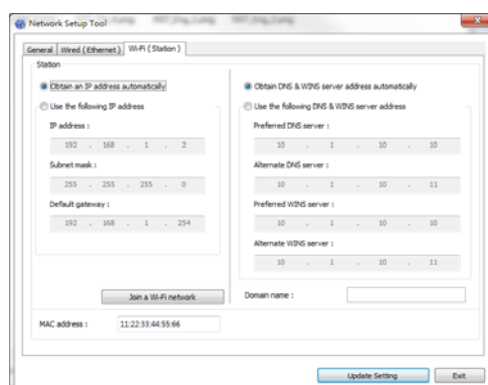 Network Setup Tool
General
Wired (Ethernet)
Wi-Fi (Station)
Station
Obtain an IP address automatically
Use the following IP address
IP address :
192 . 168 . 1 . 2
Subnet mask :
255 . 255 . 255 . 0
Default gateway :
192 . 168 . 1 . 254
Join a Wi-Fi network
Obtain DNS & WINS server address automatically
Use the following DNS & WINS server address
Preferred DNS server :
10 . 1 . 10 . 10
Alternate DNS server :
10 . 1 . 10 . 11
Preferred WINS server :
10 . 1 . 10 . 10
Alternate WINS server :
10 . 1 . 10 . 11
Domain name :
MAC address :
11:22:33:44:55:66
Update Setting
Exit